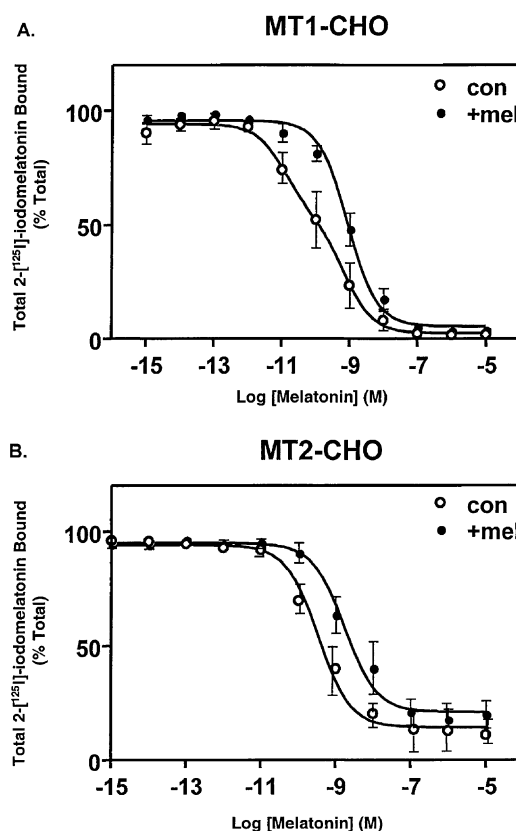 A.
MT1-CHO
con
+mel
Total 2-[¹²⁵I]-iodomelatonin Bound
(% Total)
100
50
0
-15
-13
-11
-9
-7
-5
Log [Melatonin] (M)
B.
MT2-CHO
con
+mel
Total 2-[¹²⁵I]-iodomelatonin Bound
(% Total)
100
50
0
-15
-13
-11
-9
-7
-5
Log [Melatonin] (M)